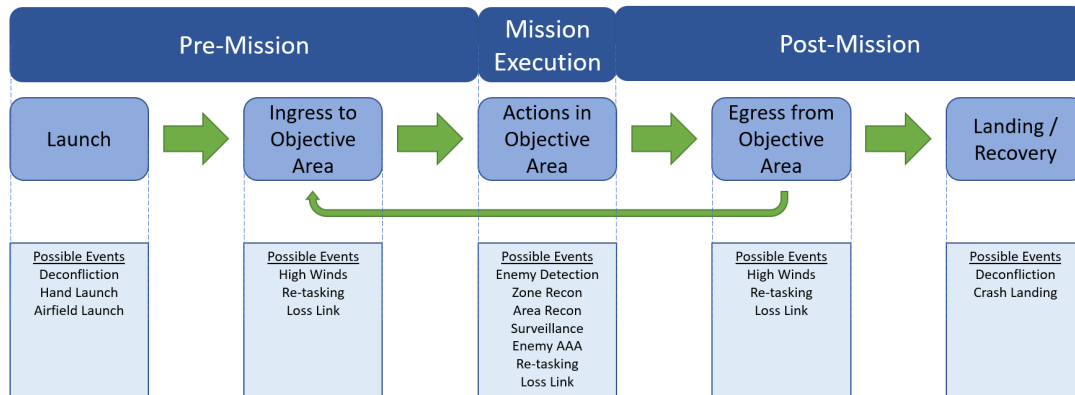 Pre-Mission
Mission
Execution
Post-Mission
Launch
Ingress to
Objective
Area
Actions in
Objective
Area
Egress from
Objective
Area
Landing /
Recovery
Possible Events
Deconfliction
Hand Launch
Airfield Launch
Possible Events
High Winds
Re-tasking
Loss Link
Possible Events
Enemy Detection
Zone Recon
Area Recon
Surveillance
Enemy AAA
Re-tasking
Loss Link
Possible Events
High Winds
Re-tasking
Loss Link
Possible Events
Deconfliction
Crash Landing